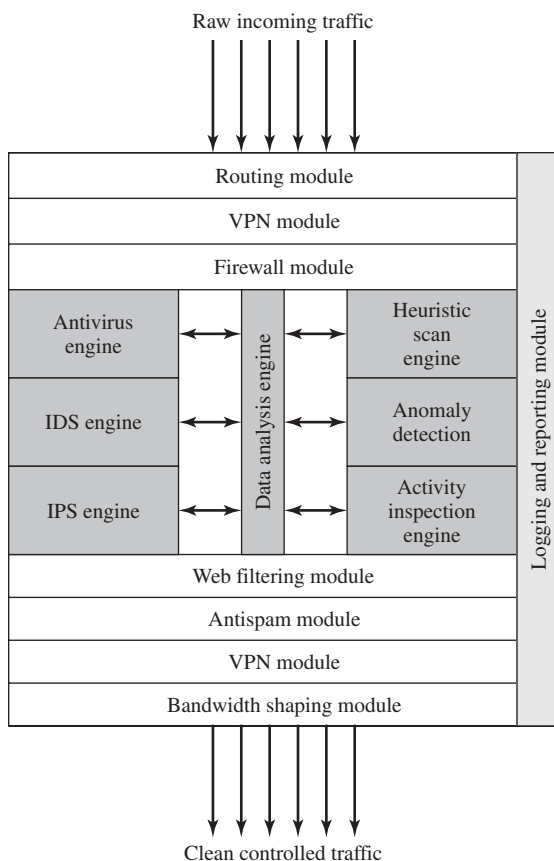 Raw incoming traffic
Routing module
VPN module
Firewall module
Antivirus
engine
Data analysis engine
Heuristic
scan
engine
IDS engine
Anomaly
detection
IPS engine
Activity
inspection
engine
Logging and reporting module
Web filtering module
Antispam module
VPN module
Bandwidth shaping module
Clean controlled traffic